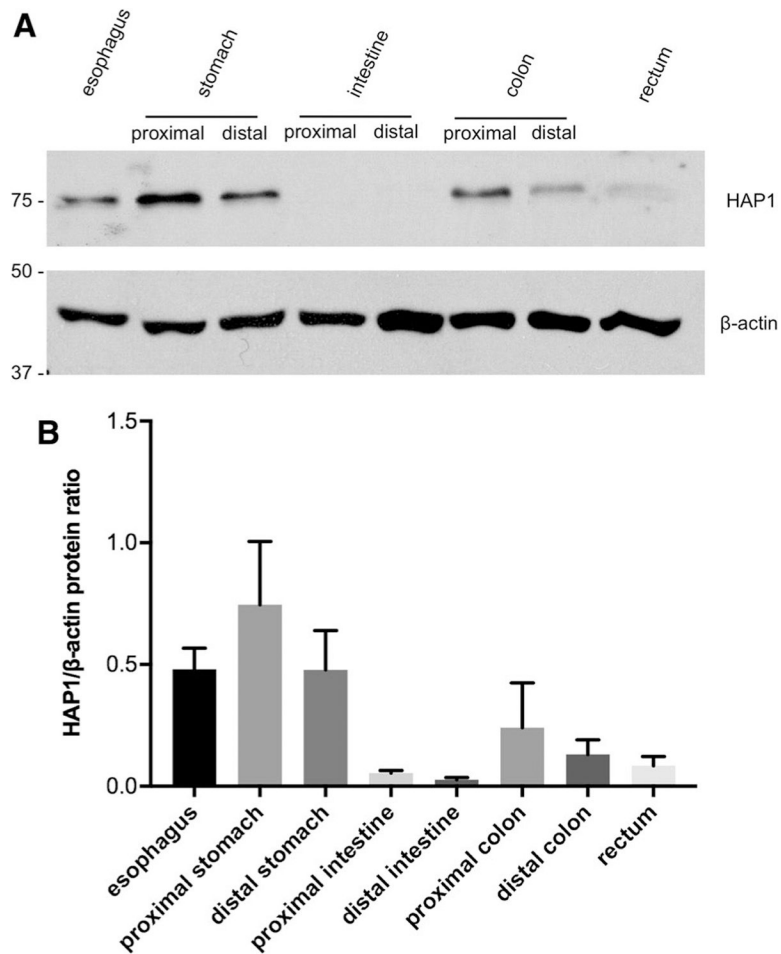 A
esophagus
stomach
intestine
colon
rectum
proximal distal proximal distal proximal distal
75 -
HAP1
50 -
β-actin
37 -
B
HAP1/β-actin protein ratio
1.5
1.0
0.5
0.0
esophagus
proximal stomach
distal stomach
proximal intestine
distal intestine
proximal colon
distal colon
rectum